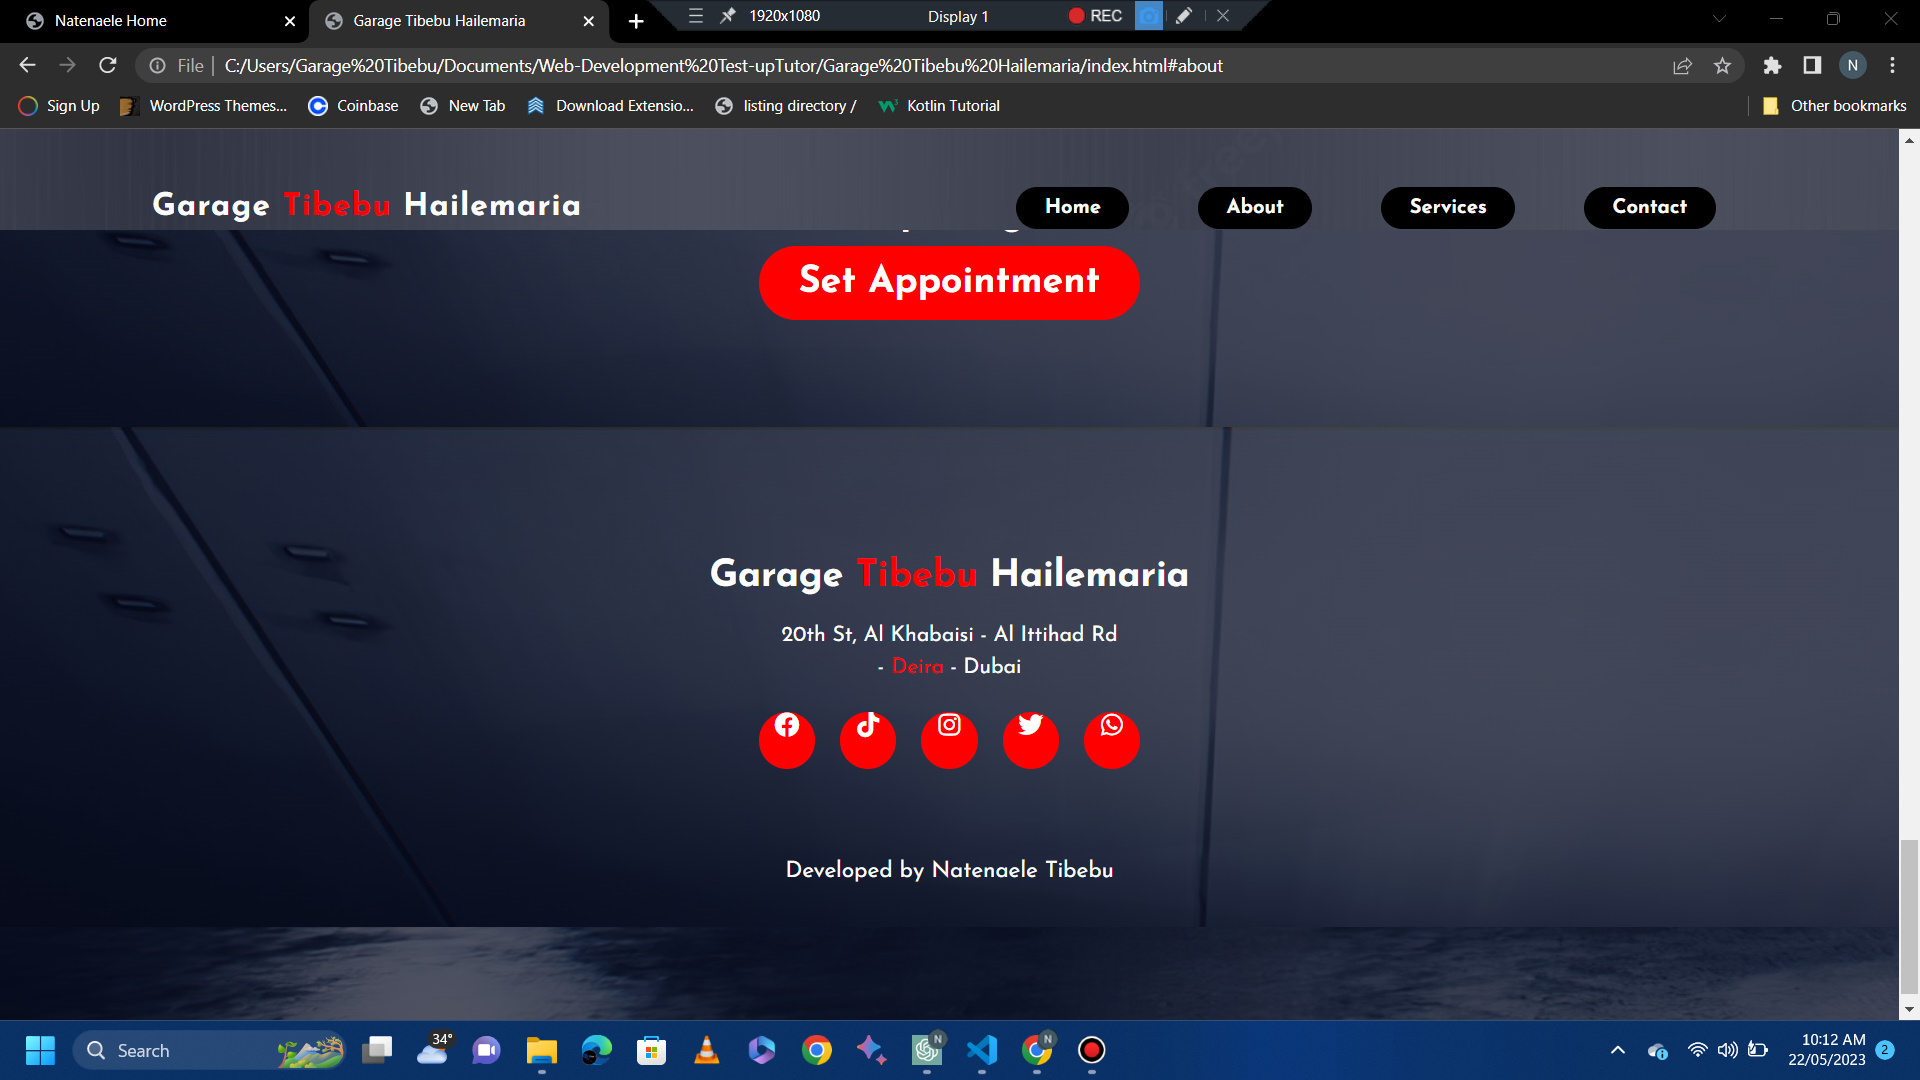 Natenaele Home
Garage Tibebu Hailemaria
1920x1080
Display 1
REC
File
C:/Users/Garage%20Tibebu/Documents/Web-Development%20Test-upTutor/Garage%20Tibebu%20Hailemaria/index.html#about
N
Sign Up
WordPress Themes...
Coinbase
New Tab
Download Extensio...
listing directory /
Kotlin Tutorial
Other bookmarks
Garage Tibebu Hailemaria
Home
About
Services
Contact
Set Appointment
Garage Tibebu Hailemaria
20th St, Al Khabaisi - Al Ittihad Rd
- Deira - Dubai
Developed by Natenaele Tibebu
Search
34°
N
N
10:12 AM
22/05/2023
2